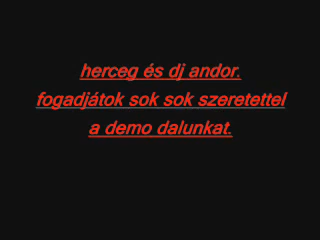 herceg és dj andor.
fogadjátok sok sok szeretettel
a demo dalunkat.